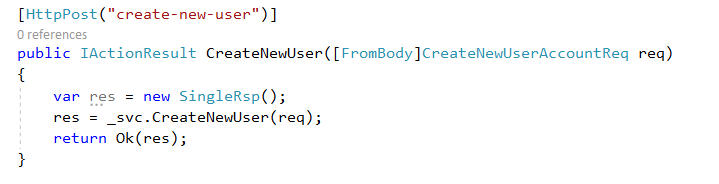 [HttpPost("create-new-user")]
0 references
public IActionResult CreateNewUser([FromBody]CreateNewUserAccountReq req)
{
    var res = new SingleRsp();
    res = _svc.CreateNewUser(req);
    return Ok(res);
}